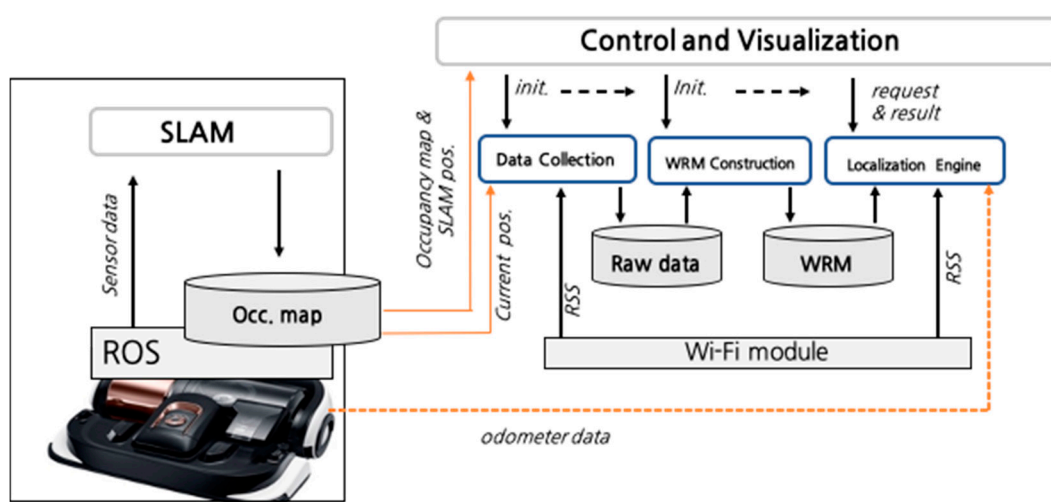 Control and Visualization
init.
Init.
request
& result
SLAM
Data Collection
WRM Construction
Localization Engine
Sensor data
Occupancy map &
SLAM pos.
Current pos.
RSS
Raw data
WRM
RSS
Occ. map
ROS
Wi-Fi module
odometer data